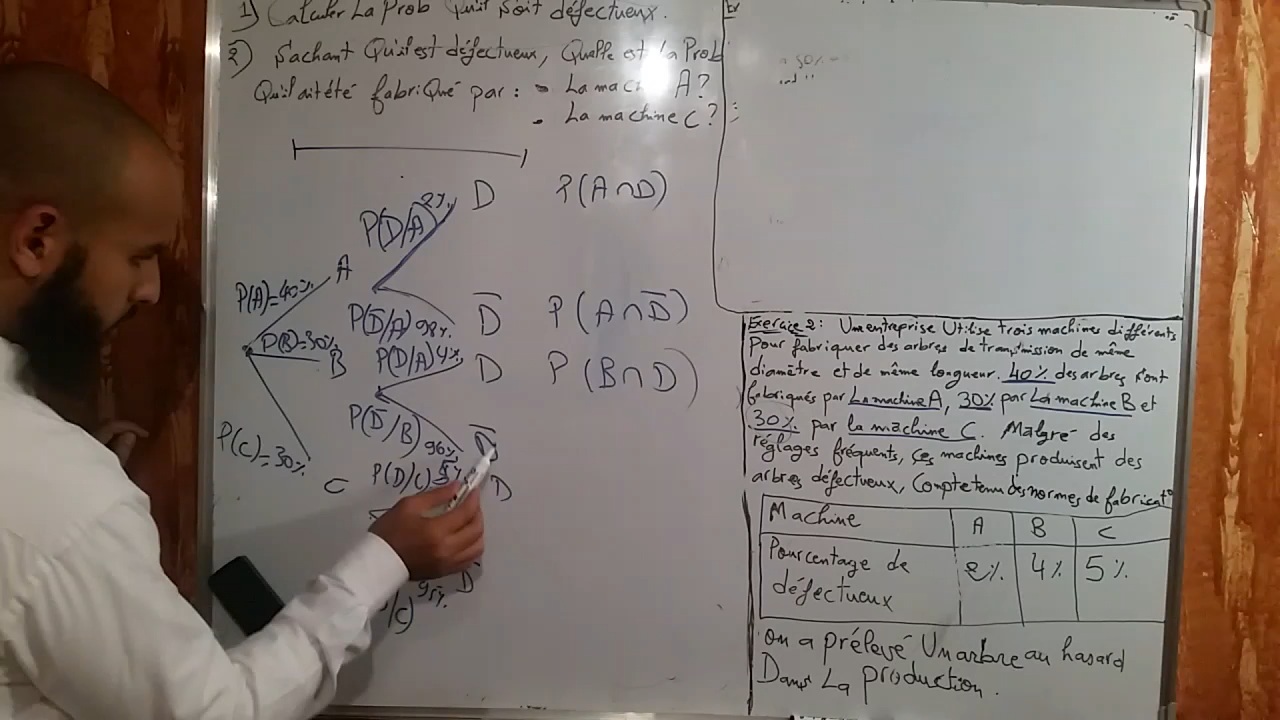 1) Calculer La Prob Qu'il Soit défectueux.
2) Sachant Qu'il est défectueux, Quelle est la Prob
Qu'il ait été fabriQué par : - La mac A ?
- La machine C ?
P(D/A) 2% D P(A∩D)
P(A)=40% A
P(D̅/A) 98% D̅ P(A∩D̅)
P(B)=30% B
P(D/A) 4% D P(B∩D)
P(D̅/B) 96% D̅
P(C)=30% C
P(D/C) 5% D
/C) 95% D
Exercice 2 : Une entreprise Utilise trois machines différents
Pour fabriquer des arbres de transmission de même
diamètre et de même longueur. 40% des arbres sont
fabriqués par La machine A, 30% par La machine B et
30% par la machine C. Malgré des
réglages fréquents, ces machines produisent des
arbres défectueux, Compte tenu des normes de fabricat°
Machine A B C
Pourcentage de défectueux 2% 4% 5%
on a prélevé Un arbre au hasard
Dans La production.